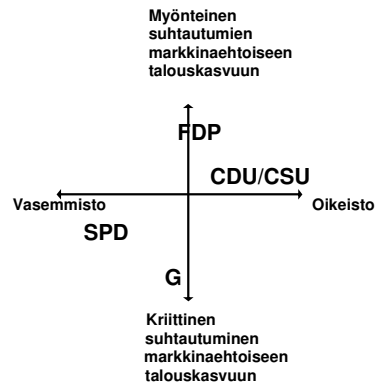 Myönteinen
suhtautumien
markkinaehtoiseen
talouskasvuun
FDP
CDU/CSU
Vasemmisto
Oikeisto
SPD
G
Kriittinen
suhtautuminen
markkinaehtoiseen
talouskasvuun